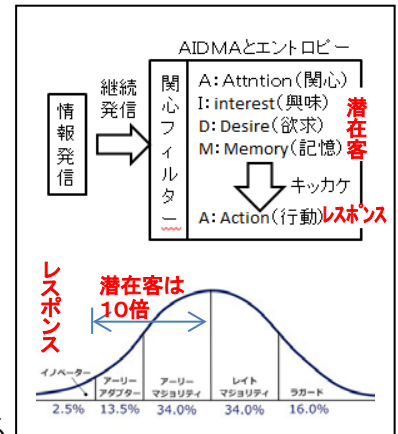 AIDMAとエントロピー
情報発信
継続
発信
関心フィルター
A:Attntion(関心)
I:interest(興味)
D:Desire(欲求)
M:Memory(記憶)
潜在客
キッカケ
A:Action(行動)レスポンス
レスポンス
潜在客は
10倍
イノベーター
アーリー
アダプター
アーリー
マジョリティ
レイト
マジョリティ
ラガード
2.5% 13.5% 34.0% 34.0% 16.0%